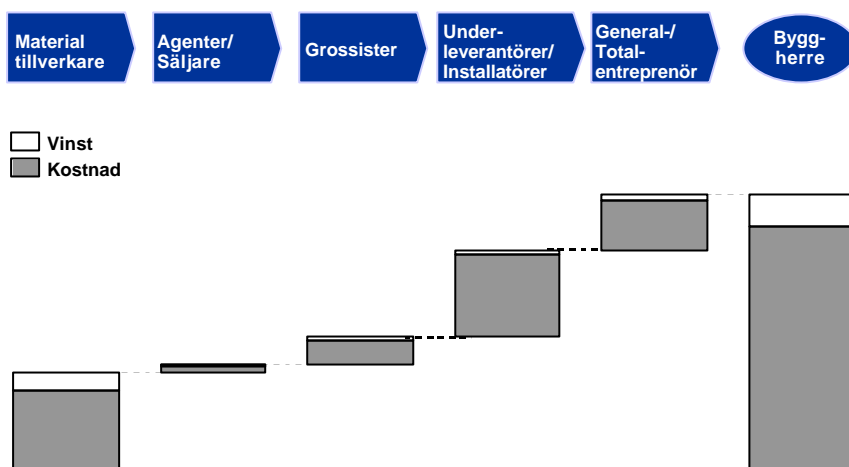 Material
tillverkare
Agenter/
Säljare
Grossister
Under-
leverantörer/
Installatörer
General-/
Total-
entreprenör
Bygg-
herre
Vinst
Kostnad